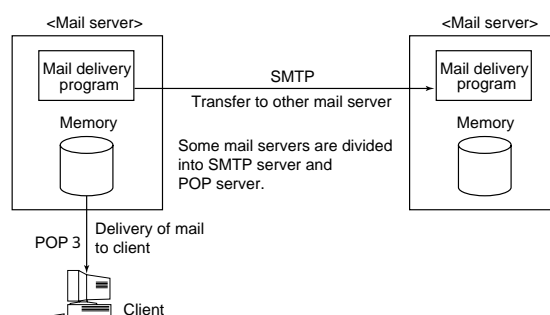 <Mail server>
<Mail server>
Mail delivery
program
SMTP
Transfer to other mail server
Mail delivery
program
Memory
Some mail servers are divided
into SMTP server and
POP server.
Memory
POP 3
Delivery of mail
to client
Client